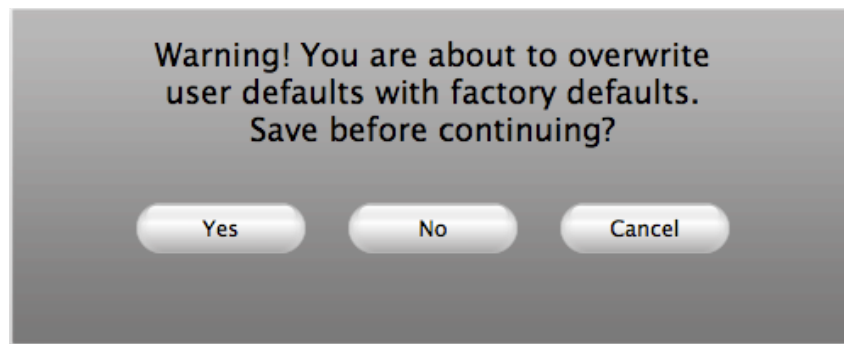 Warning! You are about to overwrite
user defaults with factory defaults.
Save before continuing?
Yes No Cancel